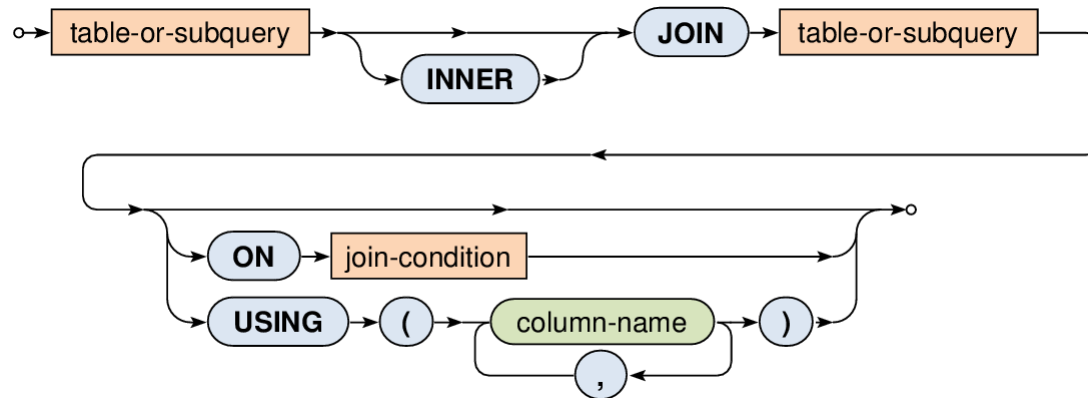 table-or-subquery JOIN table-or-subquery
INNER
ON join-condition
USING ( column-name )
,